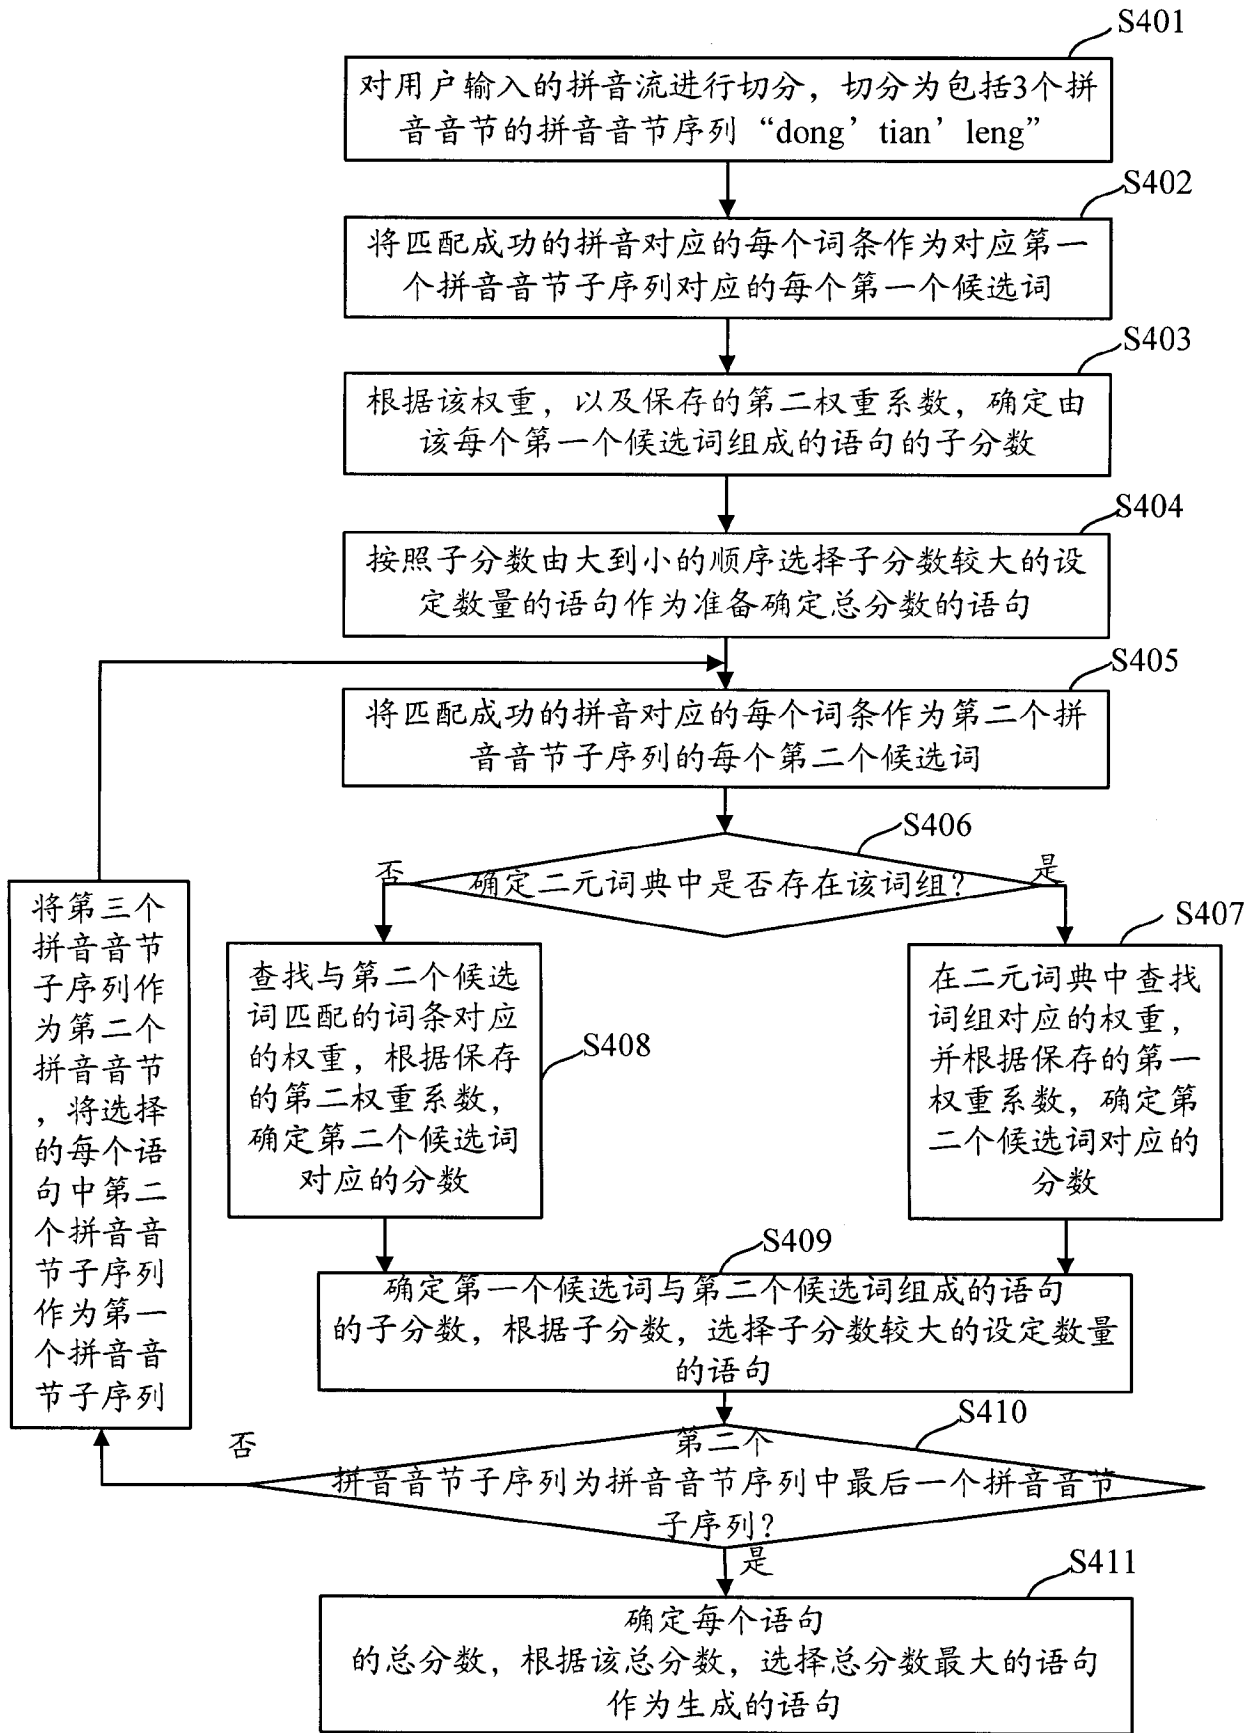 S401
对用户输入的拼音流进行切分，切分为包括3个拼
音音节的拼音音节序列“dong’tian’leng”
S402
将匹配成功的拼音对应的每个词条作为对应第一
个拼音音节子序列对应的每个第一个候选词
S403
根据该权重，以及保存的第二权重系数，确定由
该每个第一个候选词组成的语句的子分数
S404
按照子分数由大到小的顺序选择子分数较大的设
定数量的语句作为准备确定总分数的语句
S405
将匹配成功的拼音对应的每个词条作为第二个拼
音音节子序列的每个第二个候选词
S406
否
确定二元词典中是否存在该词组？
是
S407
在二元词典中查找
词组对应的权重，
并根据保存的第一
权重系数，确定第
二个候选词对应的
分数
查找与第二个候选
词匹配的词条对应
的权重，根据保存
的第二权重系数，
确定第二个候选词
对应的分数
S408
将第三个
拼音音节
子序列作
为第二个
拼音音节
，将选择
的每个语
句中第二
个拼音音
节子序列
作为第一
个拼音音
节子序列
S409
确定第一个候选词与第二个候选词组成的语句
的子分数，根据子分数，选择子分数较大的设定数量
的语句
S410
否
第二个
拼音音节子序列为拼音音节序列中最后一个拼音音节
子序列？
是
S411
确定每个语句
的总分数，根据该总分数，选择总分数最大的语句
作为生成的语句